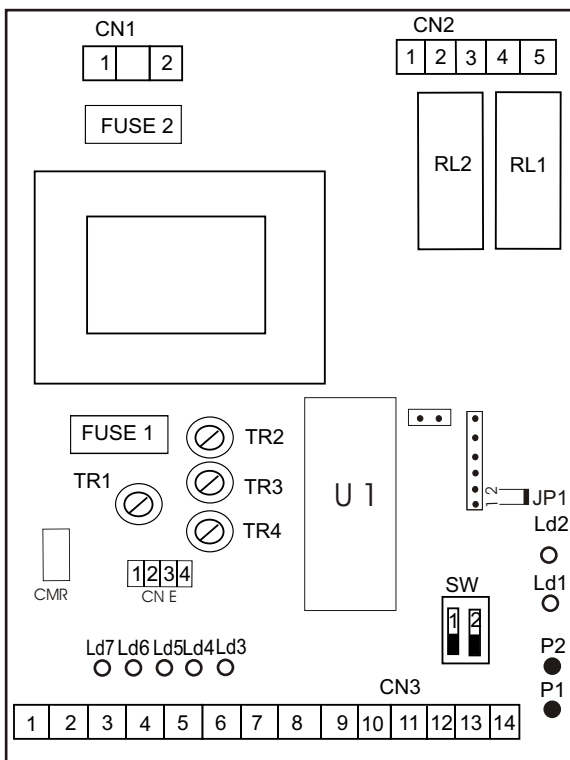 CN1
CN2
1 2
1 2 3 4 5
FUSE 2
RL2 RL1
FUSE 1
TR2
TR1
TR3
TR4
U 1
1 2
JP1
Ld2
CMR
1 2 3 4
CN E
SW
Ld1
1 2
Ld7 Ld6 Ld5 Ld4 Ld3
P2
CN3
P1
1 2 3 4 5 6 7 8 9 10 11 12 13 14